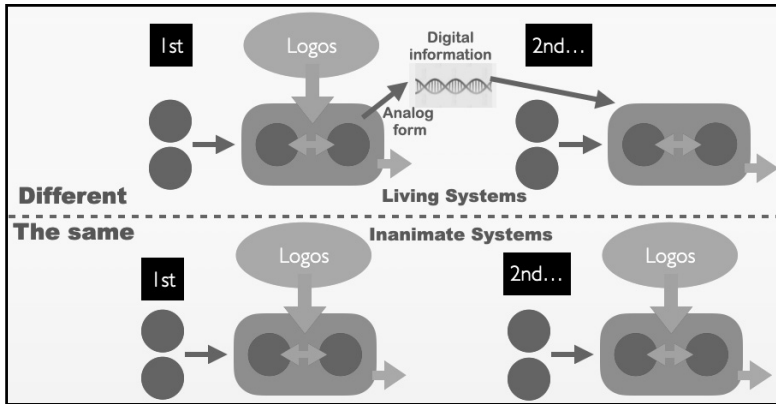 1st
Logos
Digital
information
2nd...
Analog
form
Different
Living Systems
The same
Inanimate Systems
Logos
Logos
1st
2nd...